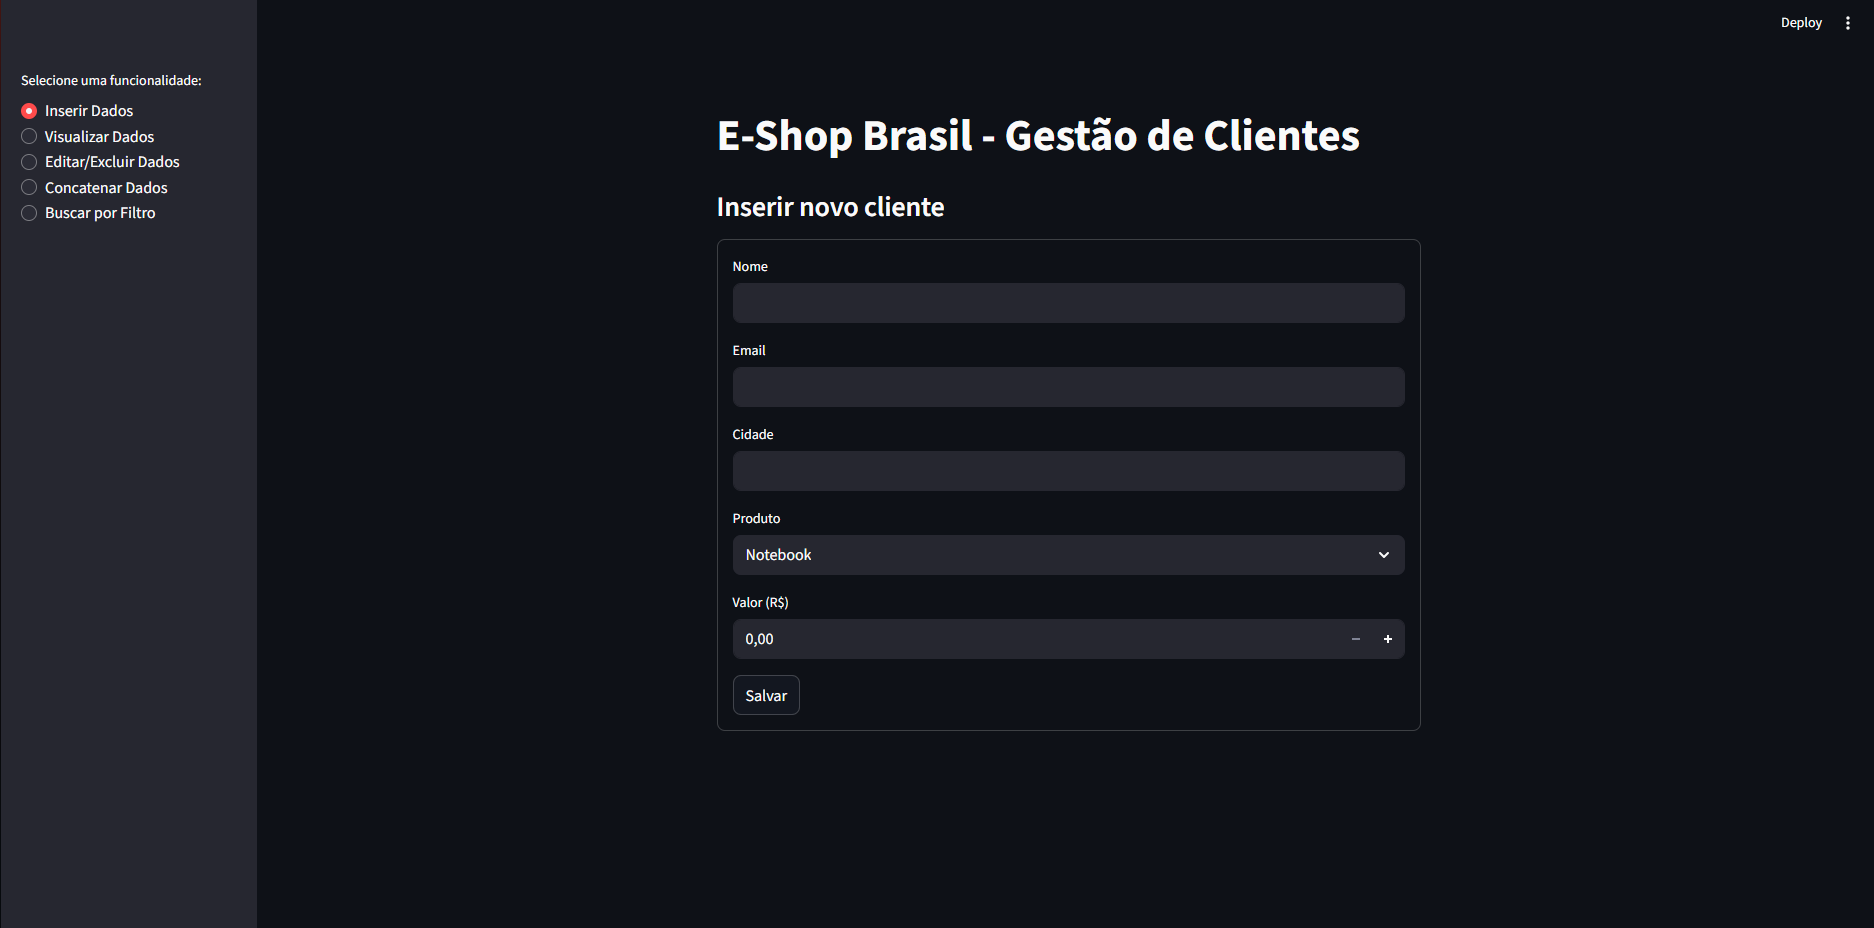 Deploy
Selecione uma funcionalidade:
Inserir Dados
Visualizar Dados
Editar/Excluir Dados
Concatenar Dados
Buscar por Filtro
E-Shop Brasil - Gestão de Clientes
Inserir novo cliente
Nome
Email
Cidade
Produto
Notebook
Valor (R$)
0,00
Salvar